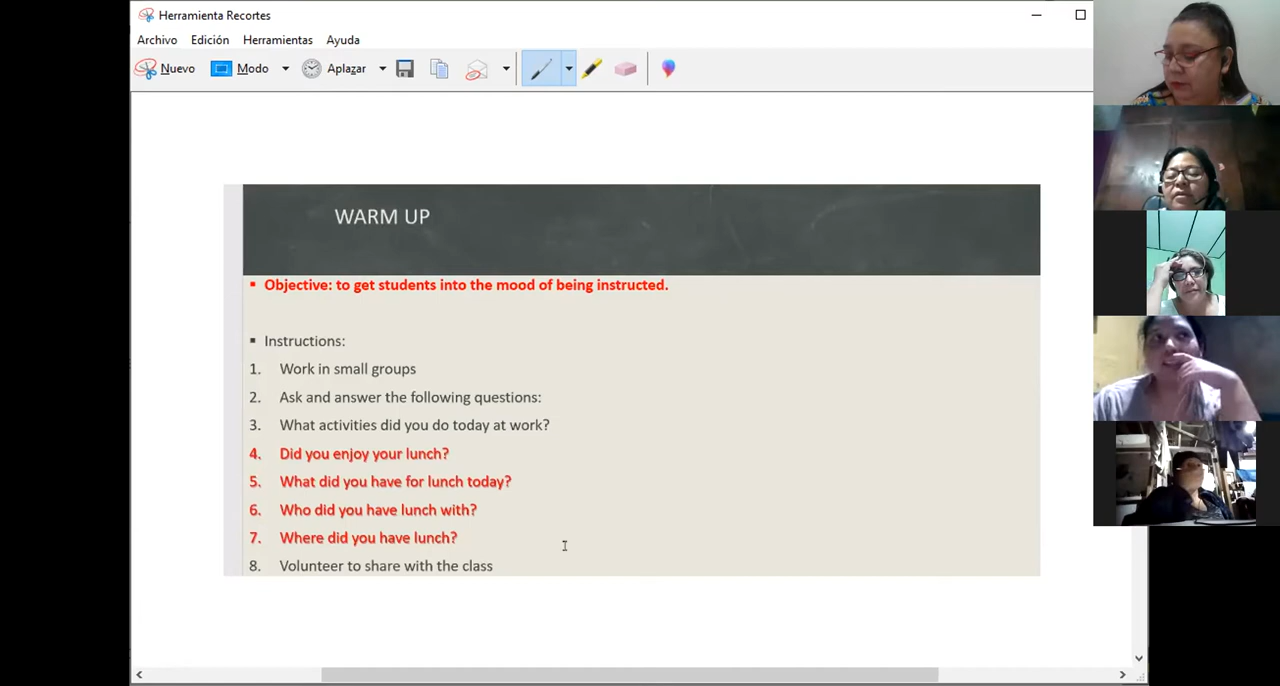 Herramienta Recortes
Archivo Edición Herramientas Ayuda
Nuevo Modo Aplazar
WARM UP
▪ Objective: to get students into the mood of being instructed.
▪ Instructions:
1. Work in small groups
2. Ask and answer the following questions:
3. What activities did you do today at work?
4. Did you enjoy your lunch?
5. What did you have for lunch today?
6. Who did you have lunch with?
7. Where did you have lunch?
8. Volunteer to share with the class